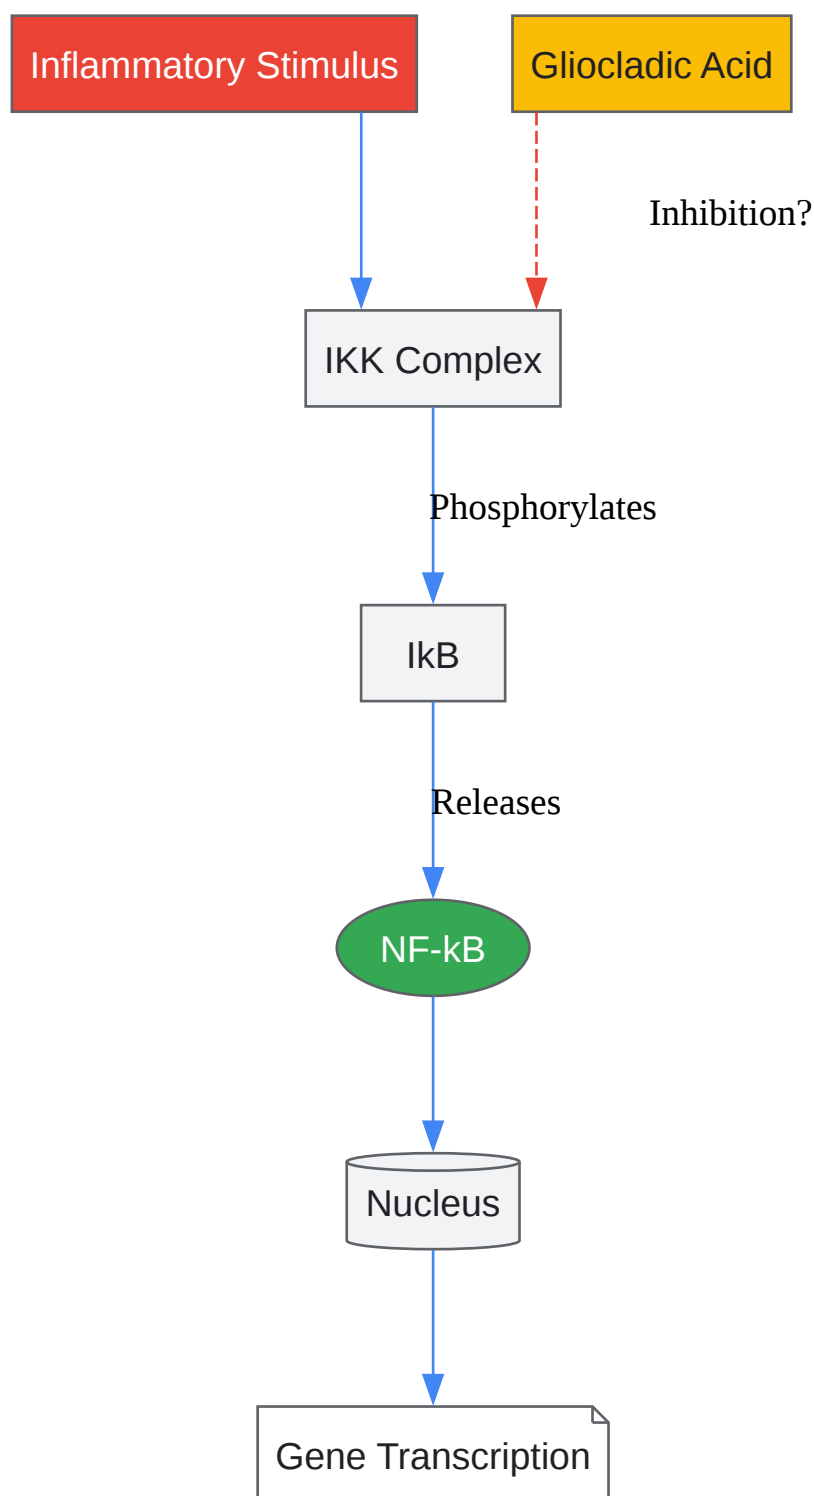 Inflammatory Stimulus
Gliocladic Acid
Inhibition?
IKK Complex
Phosphorylates
IkB
Releases
NF-kB
Nucleus
Gene Transcription